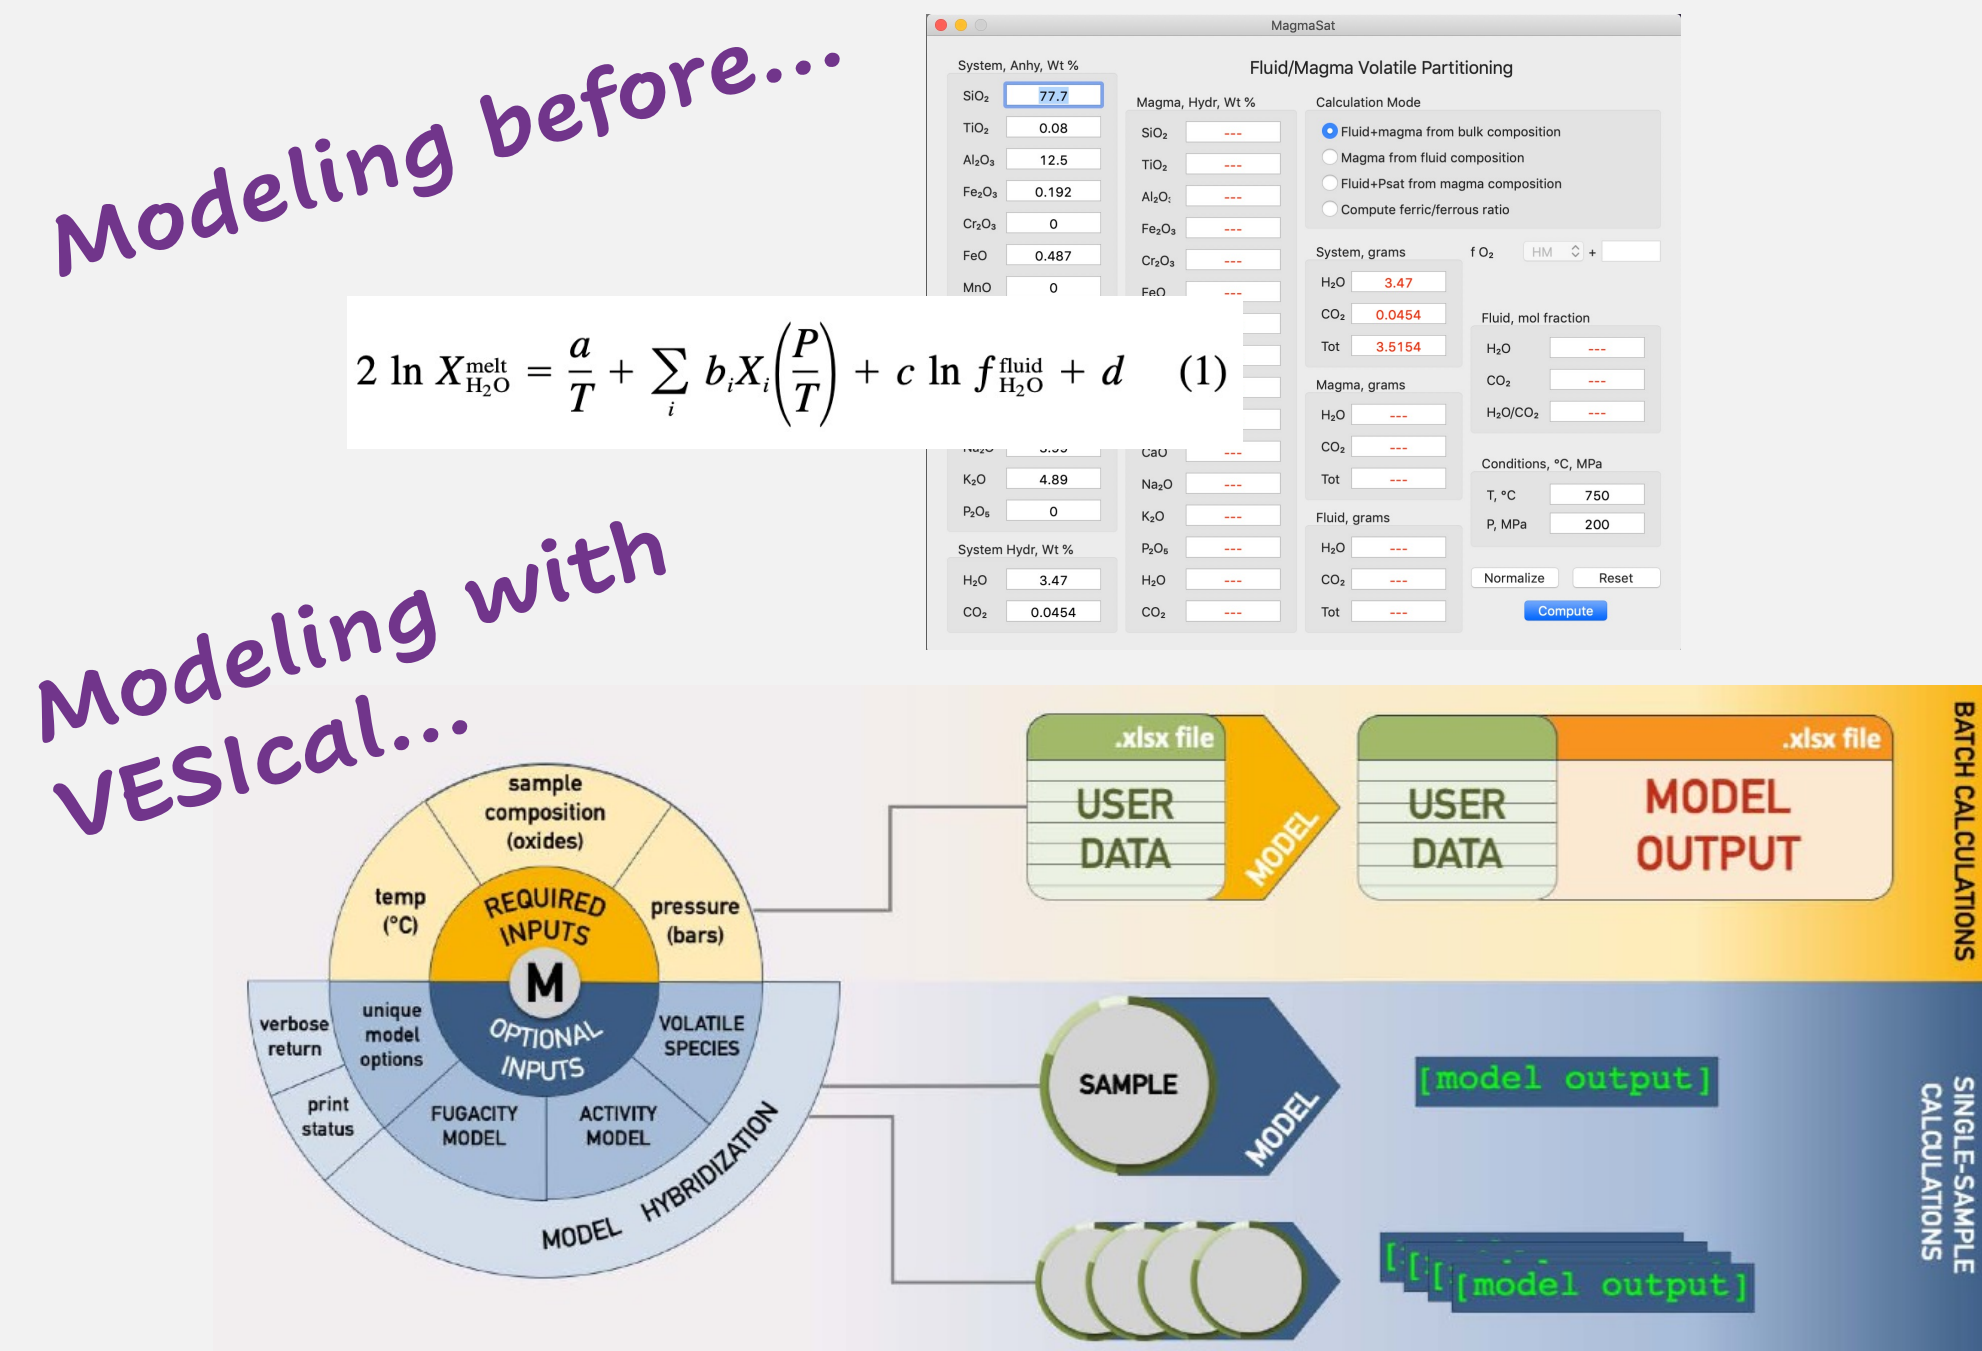 Modeling before...
MagmaSat
Fluid/Magma Volatile Partitioning
System, Anhy, Wt %
SiO₂ 77.7
TiO₂ 0.08
Al₂O₃ 12.5
Fe₂O₃ 0.192
Cr₂O₃ 0
FeO 0.487
MnO 0
K₂O 4.89
P₂O₅ 0
System Hydr, Wt %
H₂O 3.47
CO₂ 0.0454
Magma, Hydr, Wt %
SiO₂ ---
TiO₂ ---
Al₂O: ---
Fe₂O₃ ---
Cr₂O₃ ---
FeO ---
CaO ---
Na₂O ---
K₂O ---
P₂O₅ ---
H₂O ---
CO₂ ---
Calculation Mode
Fluid+magma from bulk composition
Magma from fluid composition
Fluid+Psat from magma composition
Compute ferric/ferrous ratio
System, grams
H₂O 3.47
CO₂ 0.0454
Tot 3.5154
f O₂ HM +
Magma, grams
H₂O ---
CO₂ ---
Tot ---
Fluid, grams
H₂O ---
CO₂ ---
Tot ---
Fluid, mol fraction
H₂O ---
CO₂ ---
H₂O/CO₂ ---
Conditions, °C, MPa
T, °C 750
P, MPa 200
Normalize Reset
Compute
2 ln X^melt_H₂O = a/T + ∑_i b_i X_i (P/T) + c ln f^fluid_H₂O + d (1)
Modeling with
VESIcal...
sample
composition
(oxides)
temp
(°C)
pressure
(bars)
REQUIRED
INPUTS
M
OPTIONAL
INPUTS
verbose
return
print
status
unique
model
options
FUGACITY
MODEL
ACTIVITY
MODEL
VOLATILE
SPECIES
MODEL HYBRIDIZATION
.xlsx file
USER
DATA
MODEL
.xlsx file
USER
DATA
MODEL
OUTPUT
BATCH CALCULATIONS
SAMPLE
MODEL
[model output]
[
[
[
[model output]
SINGLE-SAMPLE
CALCULATIONS